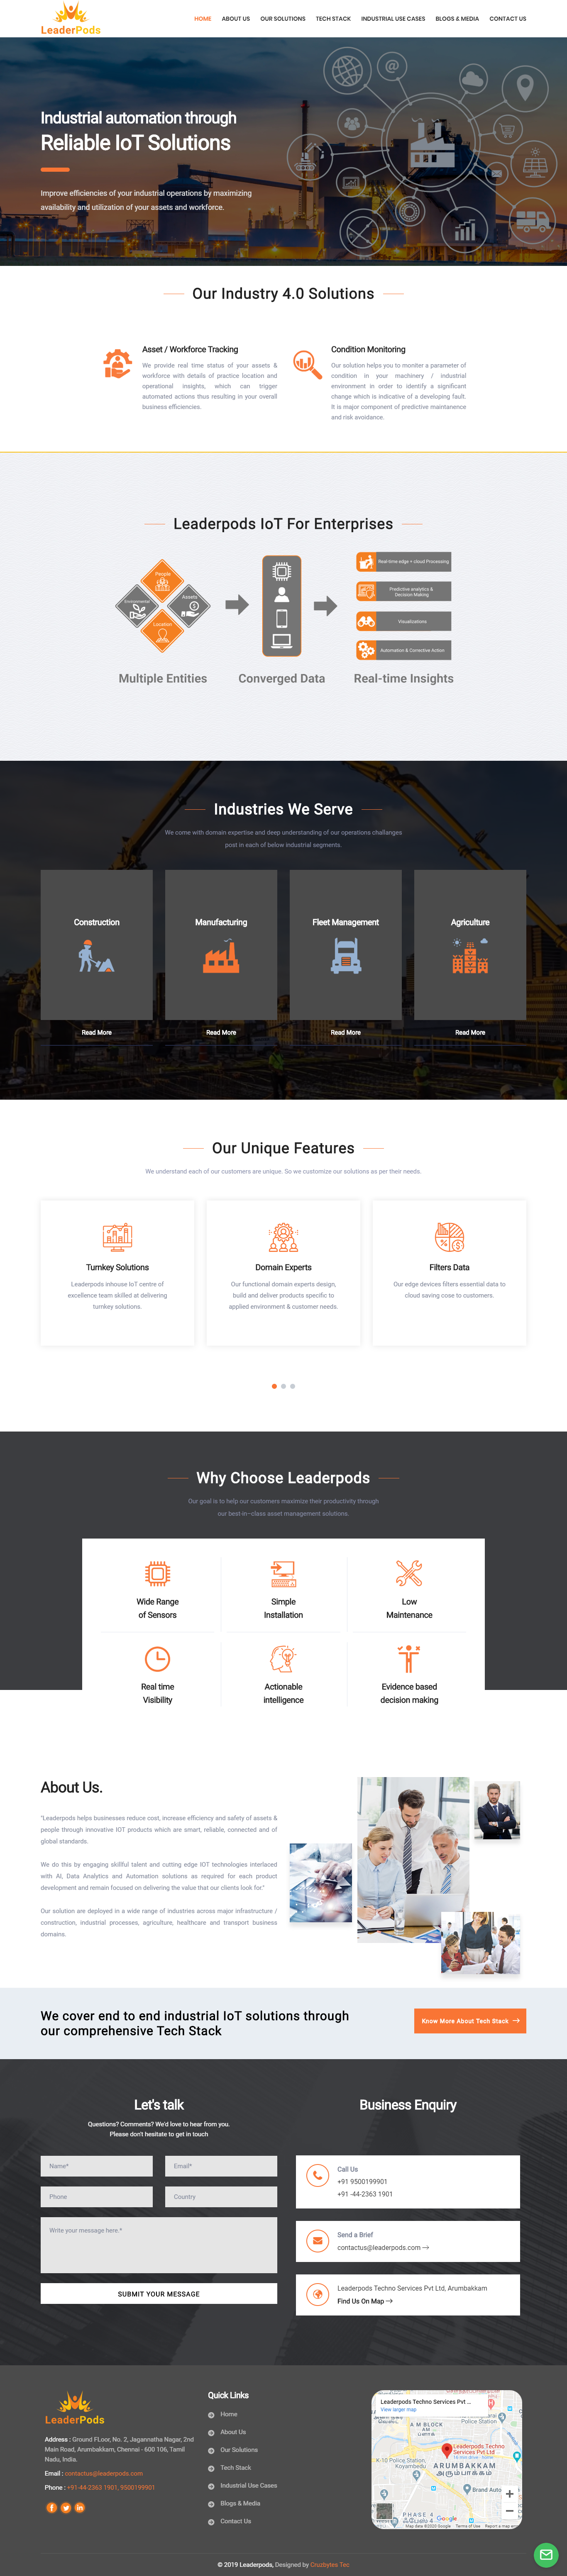 LeaderPods
HOME
ABOUT US
OUR SOLUTIONS
TECH STACK
INDUSTRIAL USE CASES
BLOGS & MEDIA
CONTACT US
Industrial automation through
Reliable IoT Solutions
Improve efficiencies of your industrial operations by maximizing
availability and utilization of your assets and workforce.
Our Industry 4.0 Solutions
Asset / Workforce Tracking
We provide real time status of your assets &
workforce with details of practice location and
operational insights, which can trigger
automated actions thus resulting in your overall
business efficiencies.
Condition Monitoring
Our solution helps you to moniter a parameter of
condition in your machinery / industrial
environment in order to identify a significant
change which is indicative of a developing fault.
It is major component of predictive maintanence
and risk avoidance.
Leaderpods IoT For Enterprises
People
Environmental
Assets
Location
Real-time edge + cloud Processing
Predictive analytics &
Decision Making
Visualizations
Automation & Corrective Action
Multiple Entities
Converged Data
Real-time Insights
Industries We Serve
We come with domain expertise and deep understanding of our operations challanges
post in each of below industrial segments.
Construction
Manufacturing
Fleet Management
Agriculture
Read More
Read More
Read More
Read More
Our Unique Features
We understand each of our customers are unique. So we customize our solutions as per their needs.
Turnkey Solutions
Leaderpods inhouse IoT centre of
excellence team skilled at delivering
turnkey solutions.
Domain Experts
Our functional domain experts design,
build and deliver products specific to
applied environment & customer needs.
Filters Data
Our edge devices filters essential data to
cloud saving cose to customers.
Why Choose Leaderpods
Our goal is to help our customers maximize their productivity through
our best-in-class asset management solutions.
Wide Range
of Sensors
Simple
Installation
Low
Maintenance
Real time
Visibility
Actionable
intelligence
Evidence based
decision making
About Us.
"Leaderpods helps businesses reduce cost, increase efficiency and safety of assets &
people through innovative IOT products which are smart, reliable, connected and of
global standards.
We do this by engaging skillful talent and cutting edge IOT technologies interlaced
with AI, Data Analytics and Automation solutions as required for each product
development and remain focused on delivering the value that our clients look for."
Our solution are deployed in a wide range of industries across major infrastructure /
construction, industrial processes, agriculture, healthcare and transport business
domains.
We cover end to end industrial IoT solutions through
our comprehensive Tech Stack
Know More About Tech Stack
Let's talk
Questions? Comments? We'd love to hear from you.
Please don't hesitate to get in touch
Name*
Email*
Phone
Country
Write your message here *
SUBMIT YOUR MESSAGE
Business Enquiry
Call Us
+91 9500199901
+91 -44-2363 1901
Send a Brief
contactus@leaderpods.com
Leaderpods Techno Services Pvt Ltd, Arumbakkam
Find Us On Map
LeaderPods
Address : Ground FLoor, No. 2, Jagannatha Nagar, 2nd
Main Road, Arumbakkam, Chennai - 600 106, Tamil
Nadu, India.
Email : contactus@leaderpods.com
Phone : +91-44-2363 1901, 9500199901
Quick Links
Home
About Us
Our Solutions
Tech Stack
Industrial Use Cases
Blogs & Media
Contact Us
Leaderpods Techno Services Pvt ...
View larger map
Police Station
A M BLOCK
Leaderpods Techno
Services Pvt Ltd
K-10 Police Station,
Koyambedu
ARUMBAKKAM
அரும்பாக்கம்
Brand Auto
PHASE 4
Google
Map data ©2020 Google
Terms of Use
Report a map error
© 2019 Leaderpods, Designed by Cruzbytes Tec